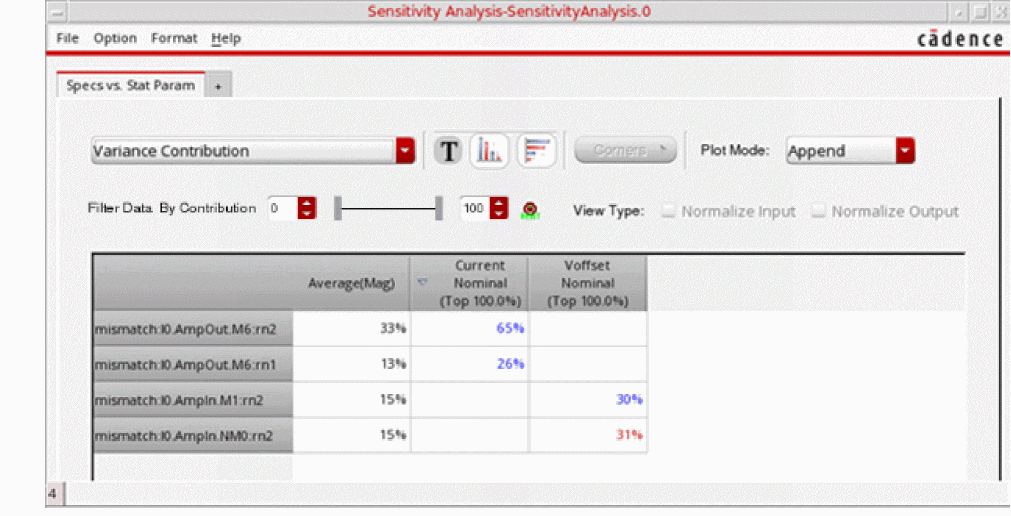 Sensitivity Analysis-SensitivityAnalysis.0
File Option Format Help
cādence
Specs vs. Stat Param +
Variance Contribution T Corners Plot Mode: Append
Filter Data By Contribution 0 100 View Type: Normalize Input Normalize Output
Average(Mag) Current Nominal (Top 100.0%) Voffset Nominal (Top 100.0%)
mismatch:I0.AmpOut.M6:rn2 33% 65%
mismatch:I0.AmpOut.M6:rn1 13% 26%
mismatch:I0.AmpIn.M1:rn2 15% 30%
mismatch:I0.AmpIn.NM0:rn2 15% 31%
4